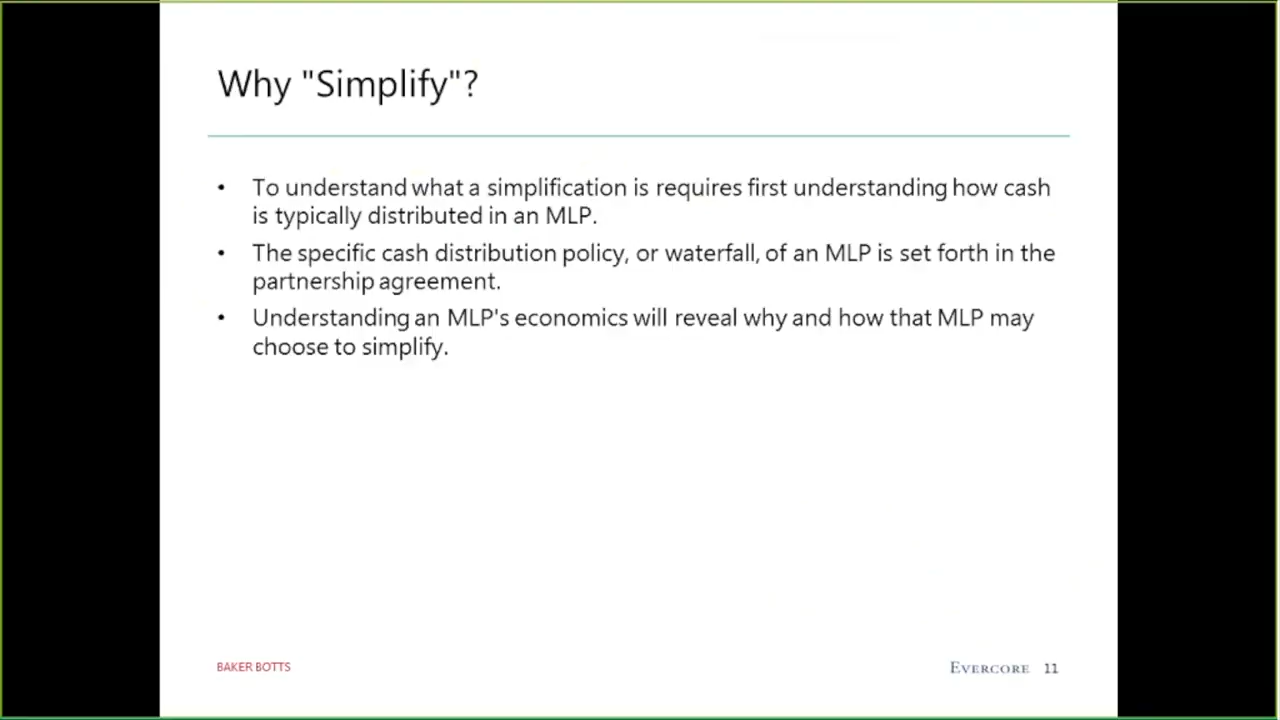 Why "Simplify"?
• To understand what a simplification is requires first understanding how cash
is typically distributed in an MLP.
• The specific cash distribution policy, or waterfall, of an MLP is set forth in the
partnership agreement.
• Understanding an MLP's economics will reveal why and how that MLP may
choose to simplify.
BAKER BOTTS
EVERCORE 11